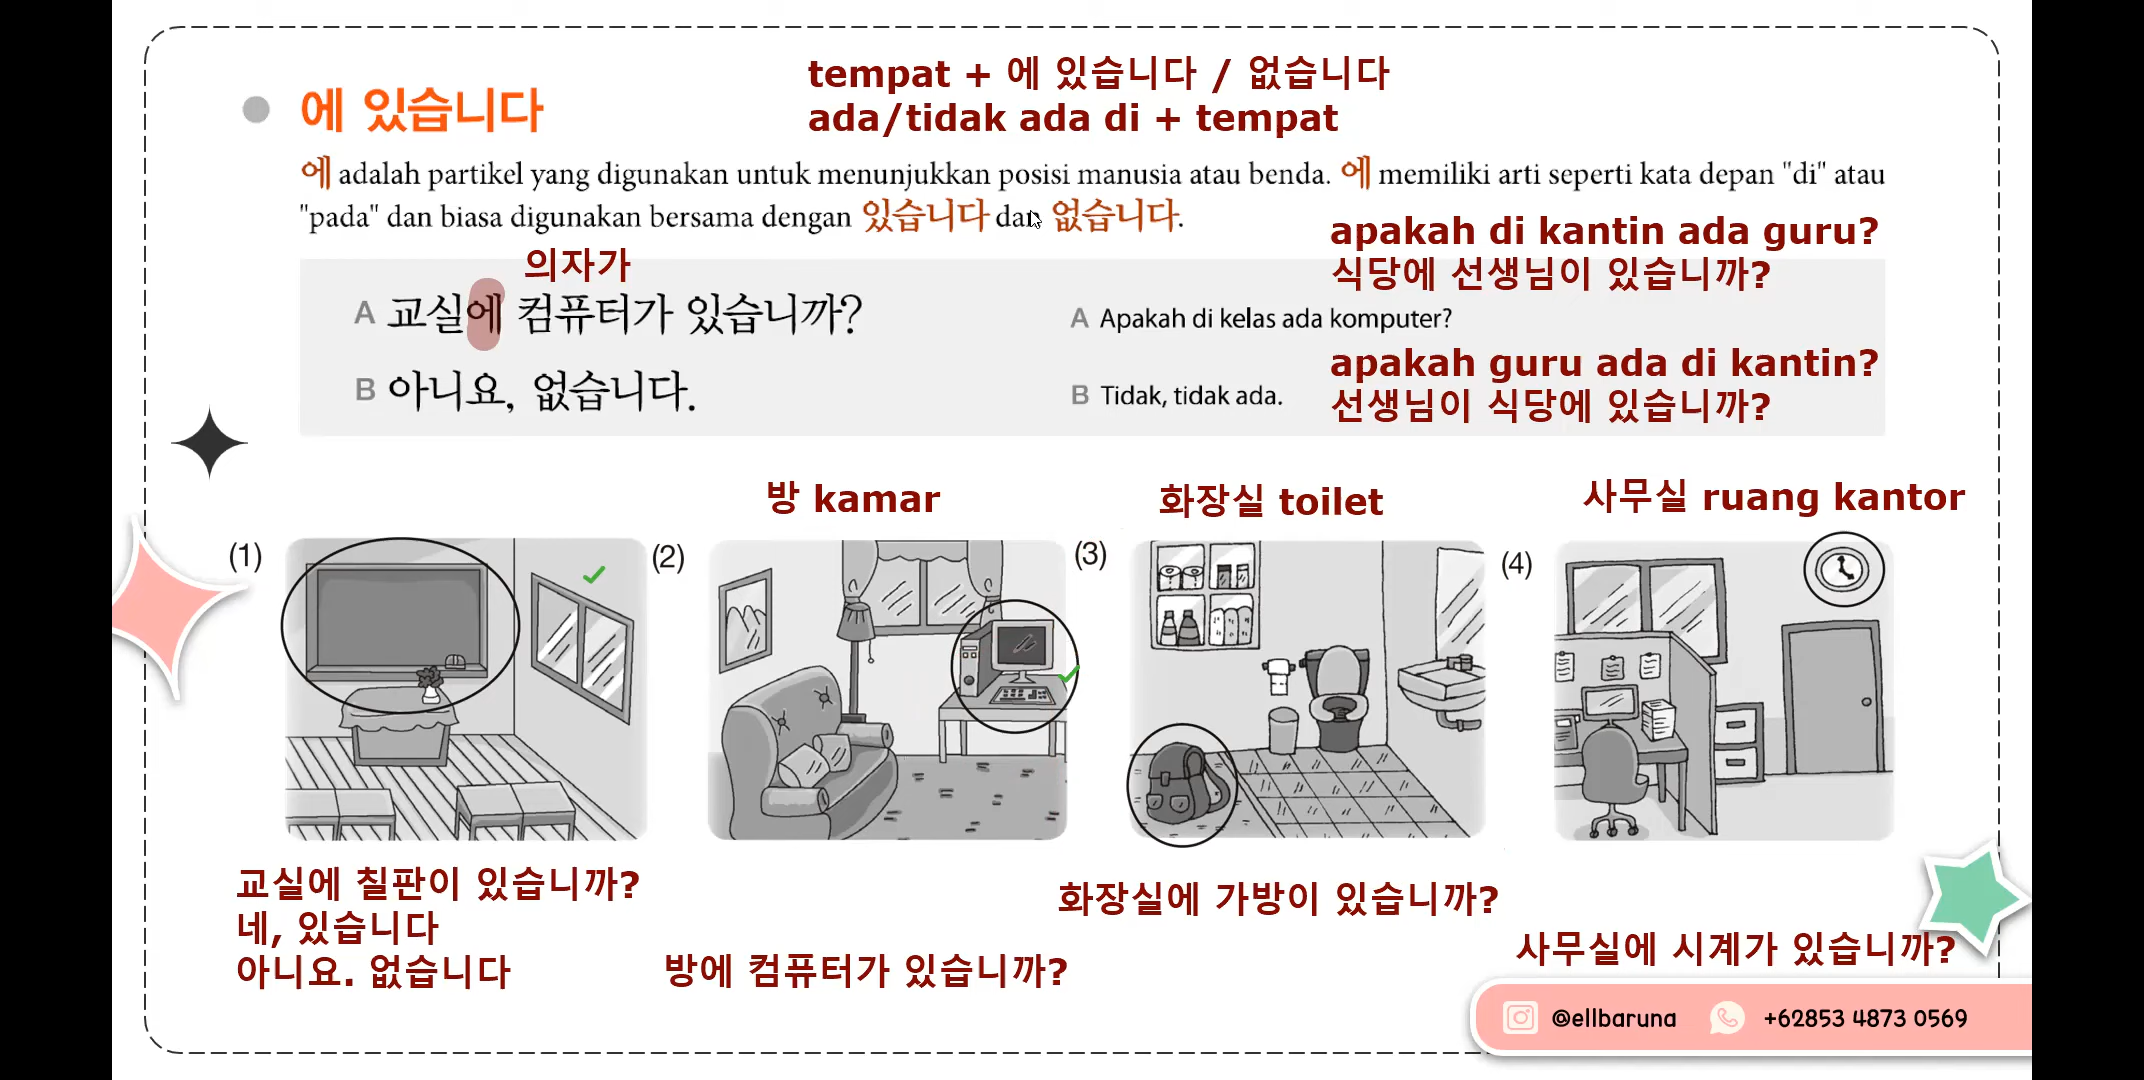 tempat + 에 있습니다 / 없습니다
ada/tidak ada di + tempat
에 있습니다
에 adalah partikel yang digunakan untuk menunjukkan posisi manusia atau benda. 에 memiliki arti seperti kata depan "di" atau
"pada" dan biasa digunakan bersama dengan 있습니다 dan 없습니다.
의자가
A 교실에 컴퓨터가 있습니까?
B 아니요, 없습니다.
apakah di kantin ada guru?
식당에 선생님이 있습니까?
A Apakah di kelas ada komputer?
apakah guru ada di kantin?
선생님이 식당에 있습니까?
B Tidak, tidak ada.
방 kamar
화장실 toilet
사무실 ruang kantor
(1)
(2)
(3)
(4)
교실에 칠판이 있습니까?
네, 있습니다
아니요. 없습니다
방에 컴퓨터가 있습니까?
화장실에 가방이 있습니까?
사무실에 시계가 있습니까?
@ellbaruna +62853 4873 0569